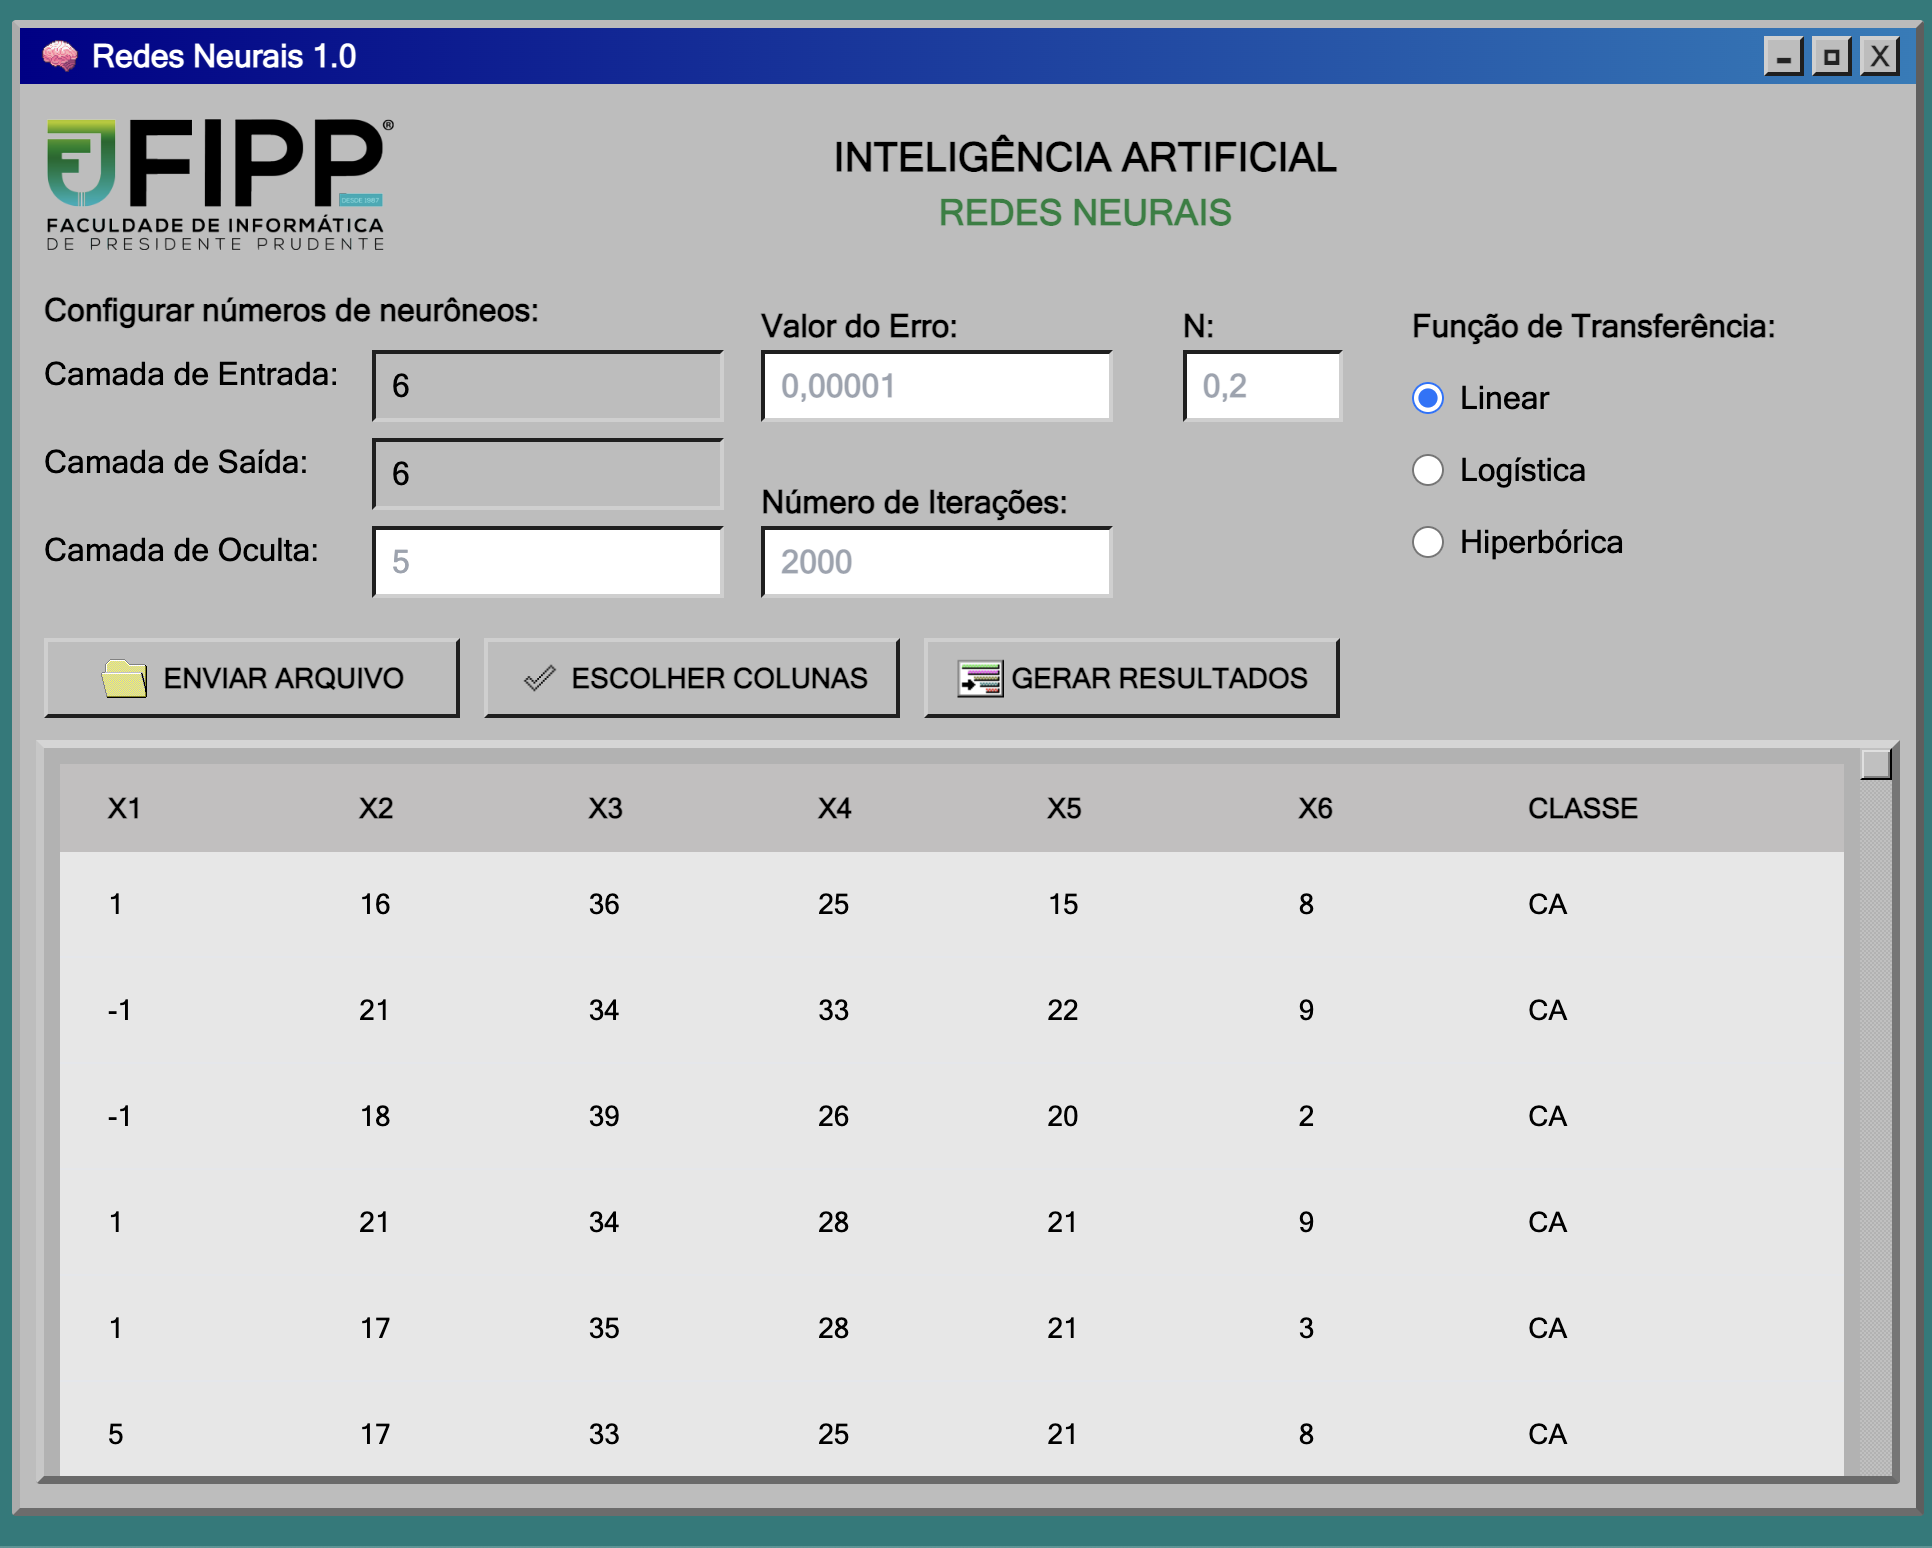 Redes Neurais 1.0
X
FIPP®
DESDE 1987
FACULDADE DE INFORMÁTICA
DE PRESIDENTE PRUDENTE
INTELIGÊNCIA ARTIFICIAL
REDES NEURAIS
Configurar números de neurôneos:
Camada de Entrada: 6
Camada de Saída: 6
Camada de Oculta: 5
Valor do Erro:
0,00001
Número de Iterações:
2000
N:
0,2
Função de Transferência:
Linear
Logística
Hiperbórica
ENVIAR ARQUIVO ESCOLHER COLUNAS GERAR RESULTADOS
X1 X2 X3 X4 X5 X6 CLASSE
1 16 36 25 15 8 CA
-1 21 34 33 22 9 CA
-1 18 39 26 20 2 CA
1 21 34 28 21 9 CA
1 17 35 28 21 3 CA
5 17 33 25 21 8 CA